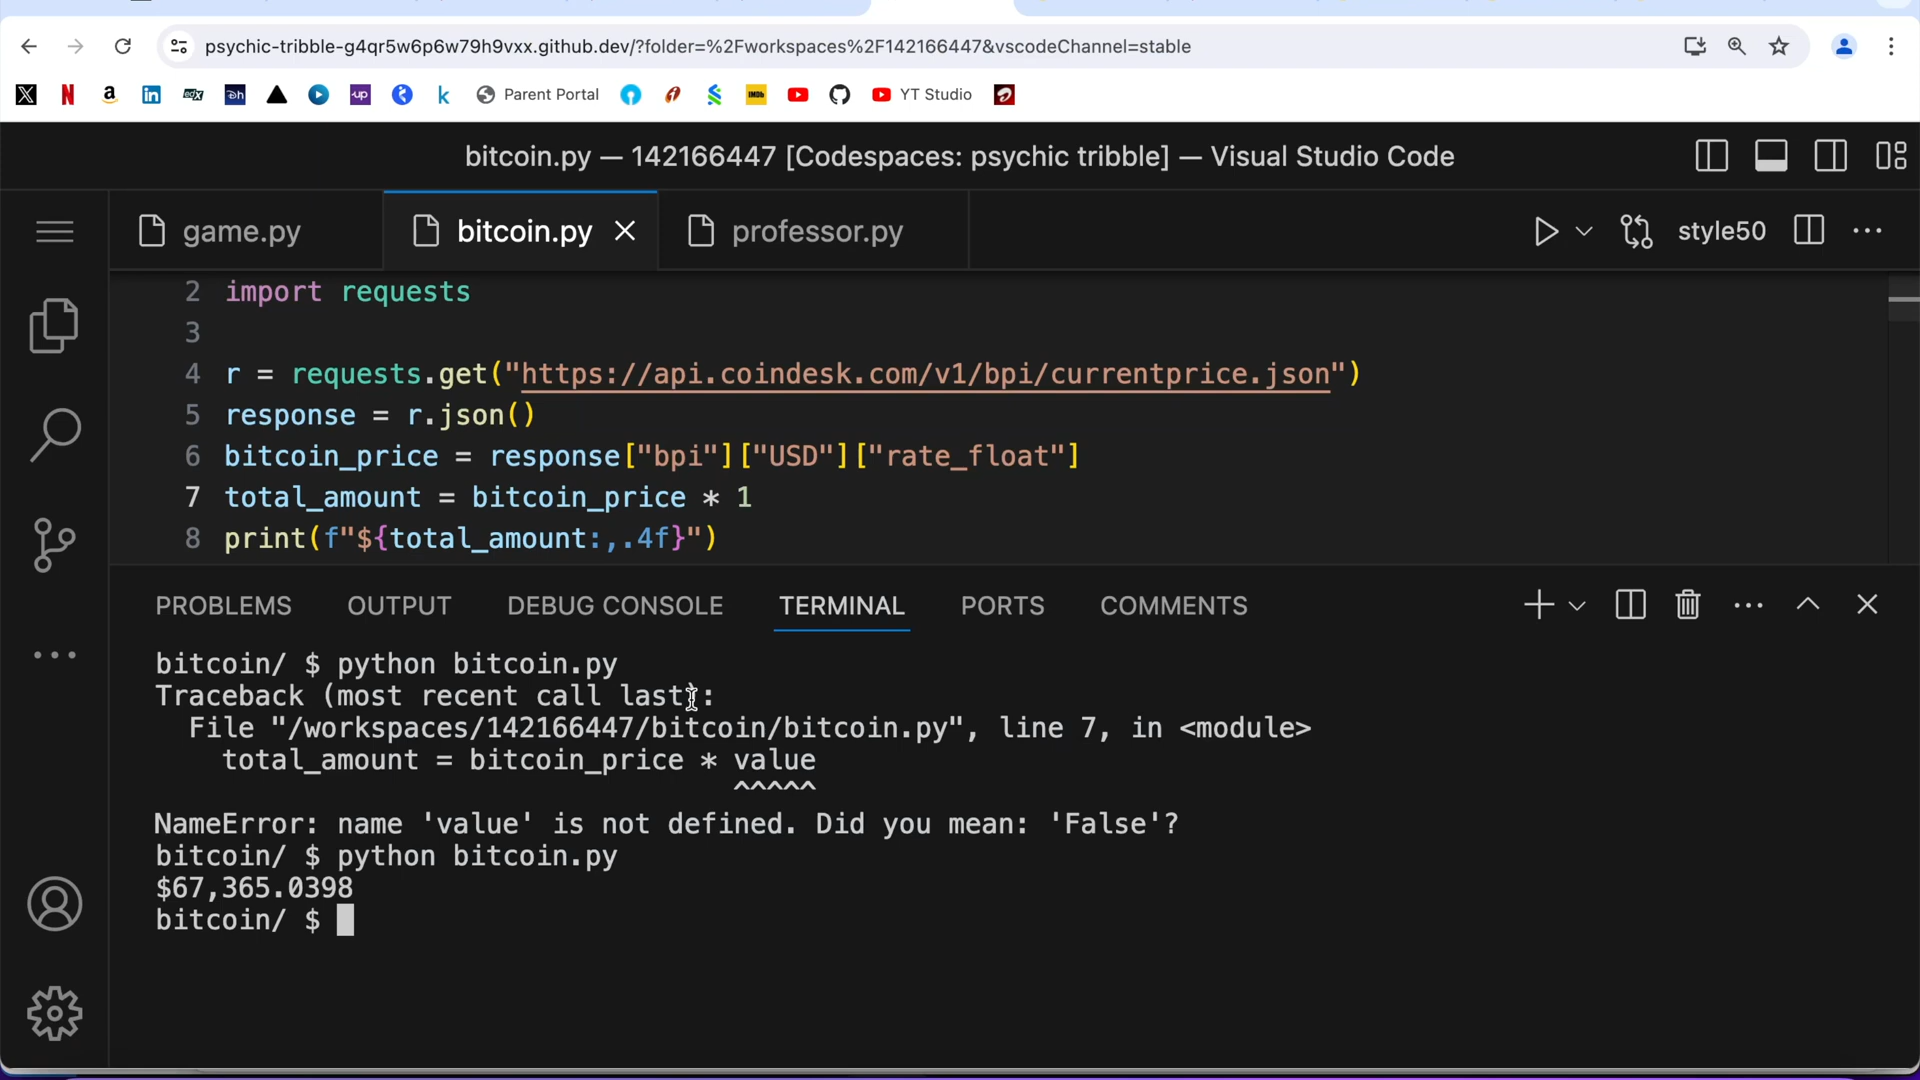 psychic-tribble-g4qr5w6p6w79h9vxx.github.dev/?folder=%2Fworkspaces%2F142166447&vscodeChannel=stable
X N a in edX Dh up k Parent Portal IMDb YT Studio
bitcoin.py — 142166447 [Codespaces: psychic tribble] — Visual Studio Code
game.py bitcoin.py professor.py style50
2 import requests
3
4 r = requests.get("https://api.coindesk.com/v1/bpi/currentprice.json")
5 response = r.json()
6 bitcoin_price = response["bpi"]["USD"]["rate_float"]
7 total_amount = bitcoin_price * 1
8 print(f"${total_amount:,.4f}")
PROBLEMS OUTPUT DEBUG CONSOLE TERMINAL PORTS COMMENTS
bitcoin/ $ python bitcoin.py
Traceback (most recent call last):
File "/workspaces/142166447/bitcoin/bitcoin.py", line 7, in <module>
total_amount = bitcoin_price * value
^^^^^
NameError: name 'value' is not defined. Did you mean: 'False'?
bitcoin/ $ python bitcoin.py
$67,365.0398
bitcoin/ $